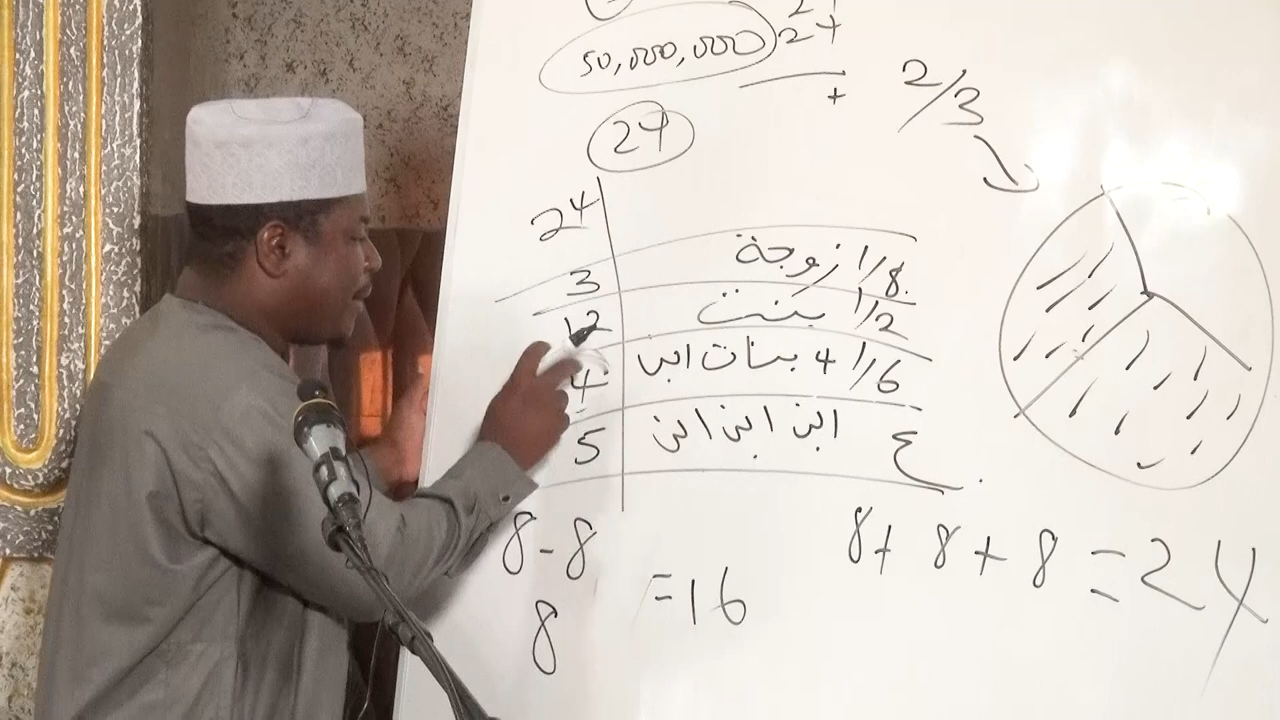 50,000,000
24
+
2/3
24
24
3 1/8 زوجة
12 1/2 بنت
4 1/6 4 بنات ابن
5 ع ابن ابن ابن
8 - 8
8
= 16
8 + 8 + 8 = 24